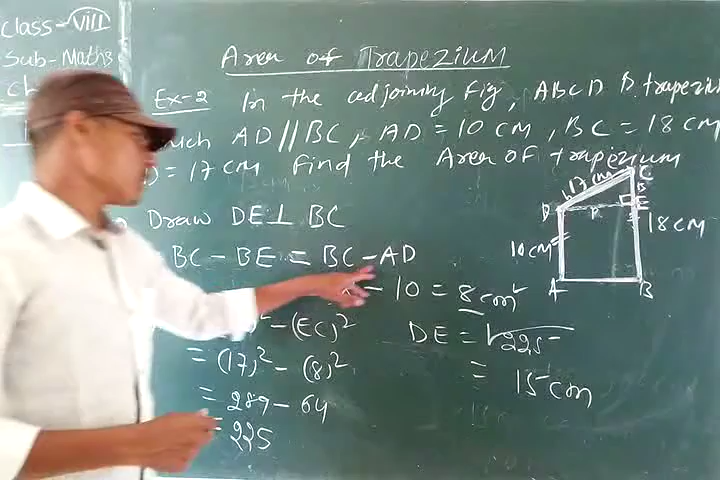 Class-VIII
Sub-Maths
Ch
Area of Trapezium
Ex-2 In the adjoining Fig, ABCD B trapezium
AD//BC, AD = 10 cm, BC = 18 cm
D = 17 cm Find the Area of trapezium
Draw DE⊥ BC
BC - BE = BC - AD
- 10 = 8 cm²
² - (EC)²
= (17)² - (8)²
= 289 - 64
= 225
DE = √225
= 15 cm
17 cm
C
8
E
D
18 cm
10 cm
A
B